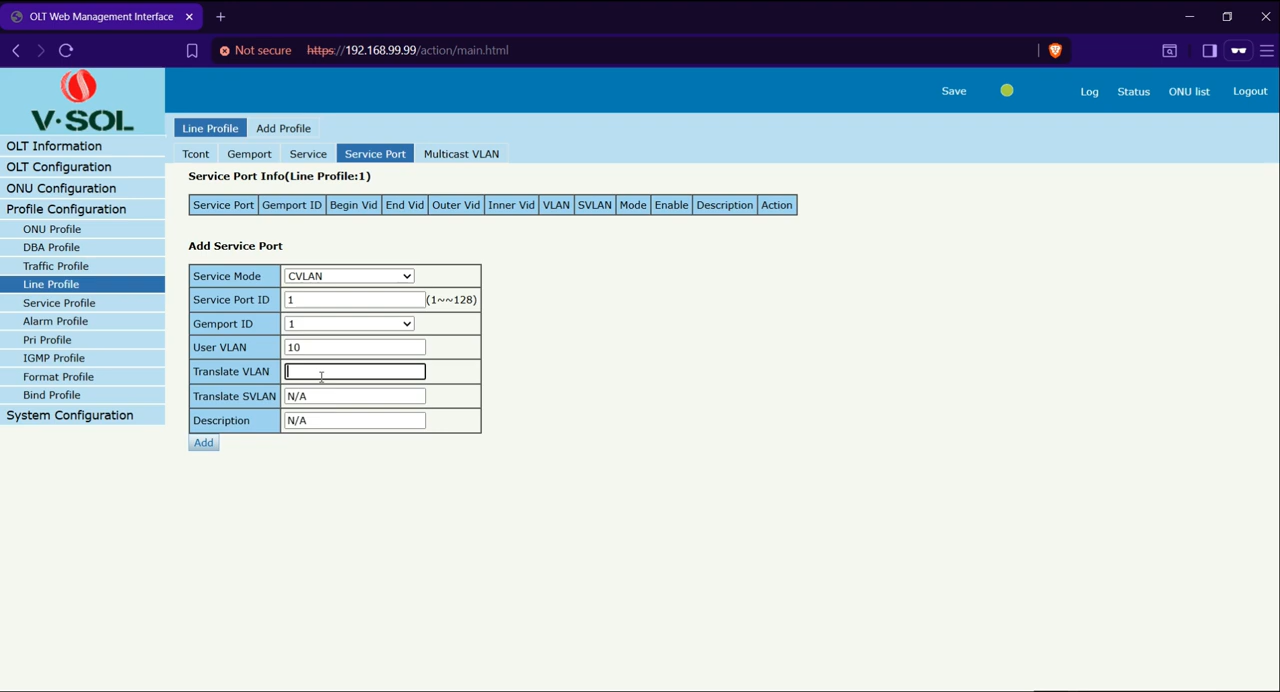 OLT Web Management Interface
Not secure https://192.168.99.99/action/main.html
V·SOL
Save Log Status ONU list Logout
OLT Information
OLT Configuration
ONU Configuration
Profile Configuration
ONU Profile
DBA Profile
Traffic Profile
Line Profile
Service Profile
Alarm Profile
Pri Profile
IGMP Profile
Format Profile
Bind Profile
System Configuration
Line Profile Add Profile
Tcont Gemport Service Service Port Multicast VLAN
Service Port Info(Line Profile:1)
Service Port Gemport ID Begin Vid End Vid Outer Vid Inner Vid VLAN SVLAN Mode Enable Description Action
Add Service Port
Service Mode CVLAN
Service Port ID 1 (1~~128)
Gemport ID 1
User VLAN 10
Translate VLAN
Translate SVLAN N/A
Description N/A
Add